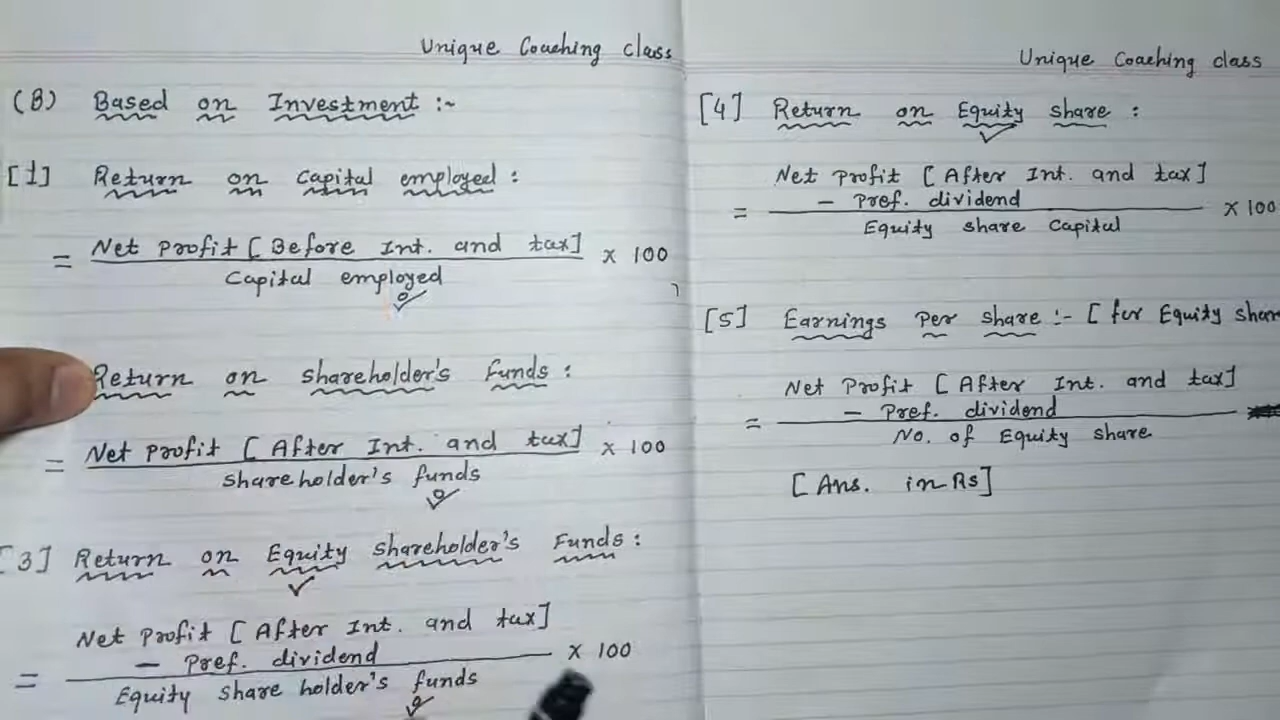 Unique Coaching Class
(B) Based on Investment :-
[1] Return on Capital employed :
= Net Profit [Before Int. and tax] x 100
Capital employed
Return on shareholder's Funds :
= Net Profit [After Int. and tax] x 100
shareholder's funds
[3] Return on Equity shareholder's Funds :
Net Profit [After Int. and tax]
= - Pref. dividend x 100
Equity share holder's funds
Unique Coaching class
[4] Return on Equity share :
Net Profit [After Int. and tax]
= - Pref. dividend x 100
Equity share Capital
[5] Earnings Per share :- [for Equity shar
Net Profit [After Int. and tax]
= - Pref. dividend
No. of Equity share
[Ans. in Rs]